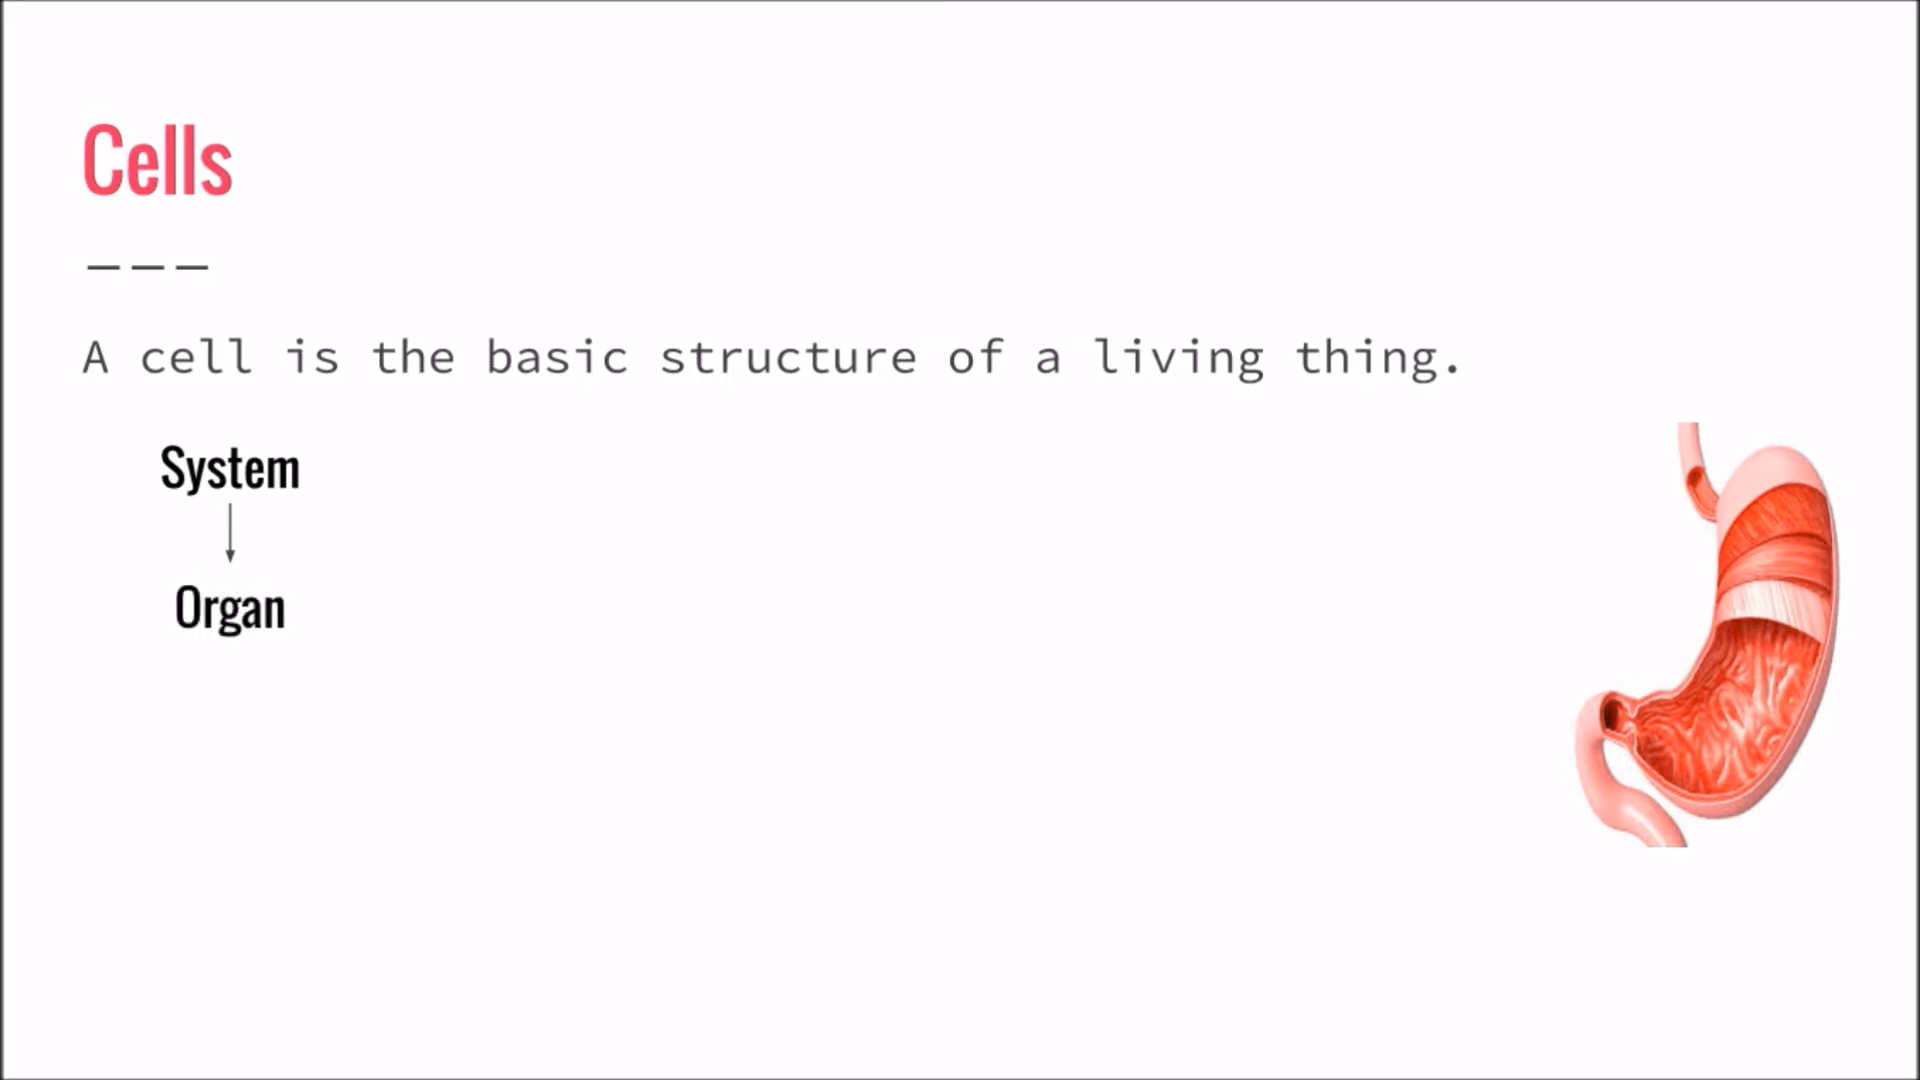 Cells
———
A cell is the basic structure of a living thing.
System
Organ